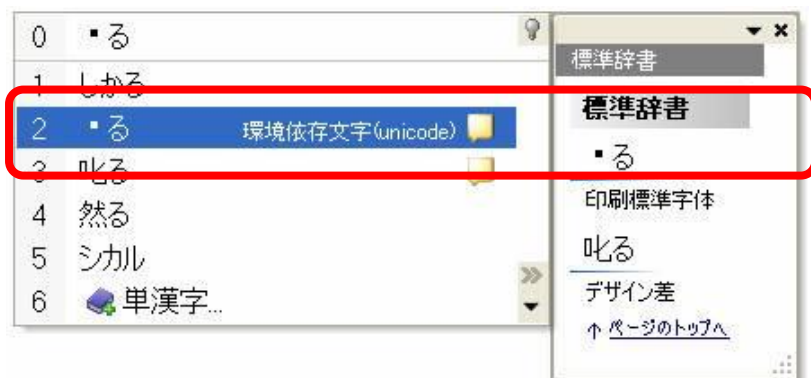 0 ・る
1 しかる
2 ・る 環境依存文字(unicode)
3 叱る
4 然る
5 シカル
6 単漢字...
標準辞書
標準辞書
・る
印刷標準字体
叱る
デザイン差
↑ページのトップへ